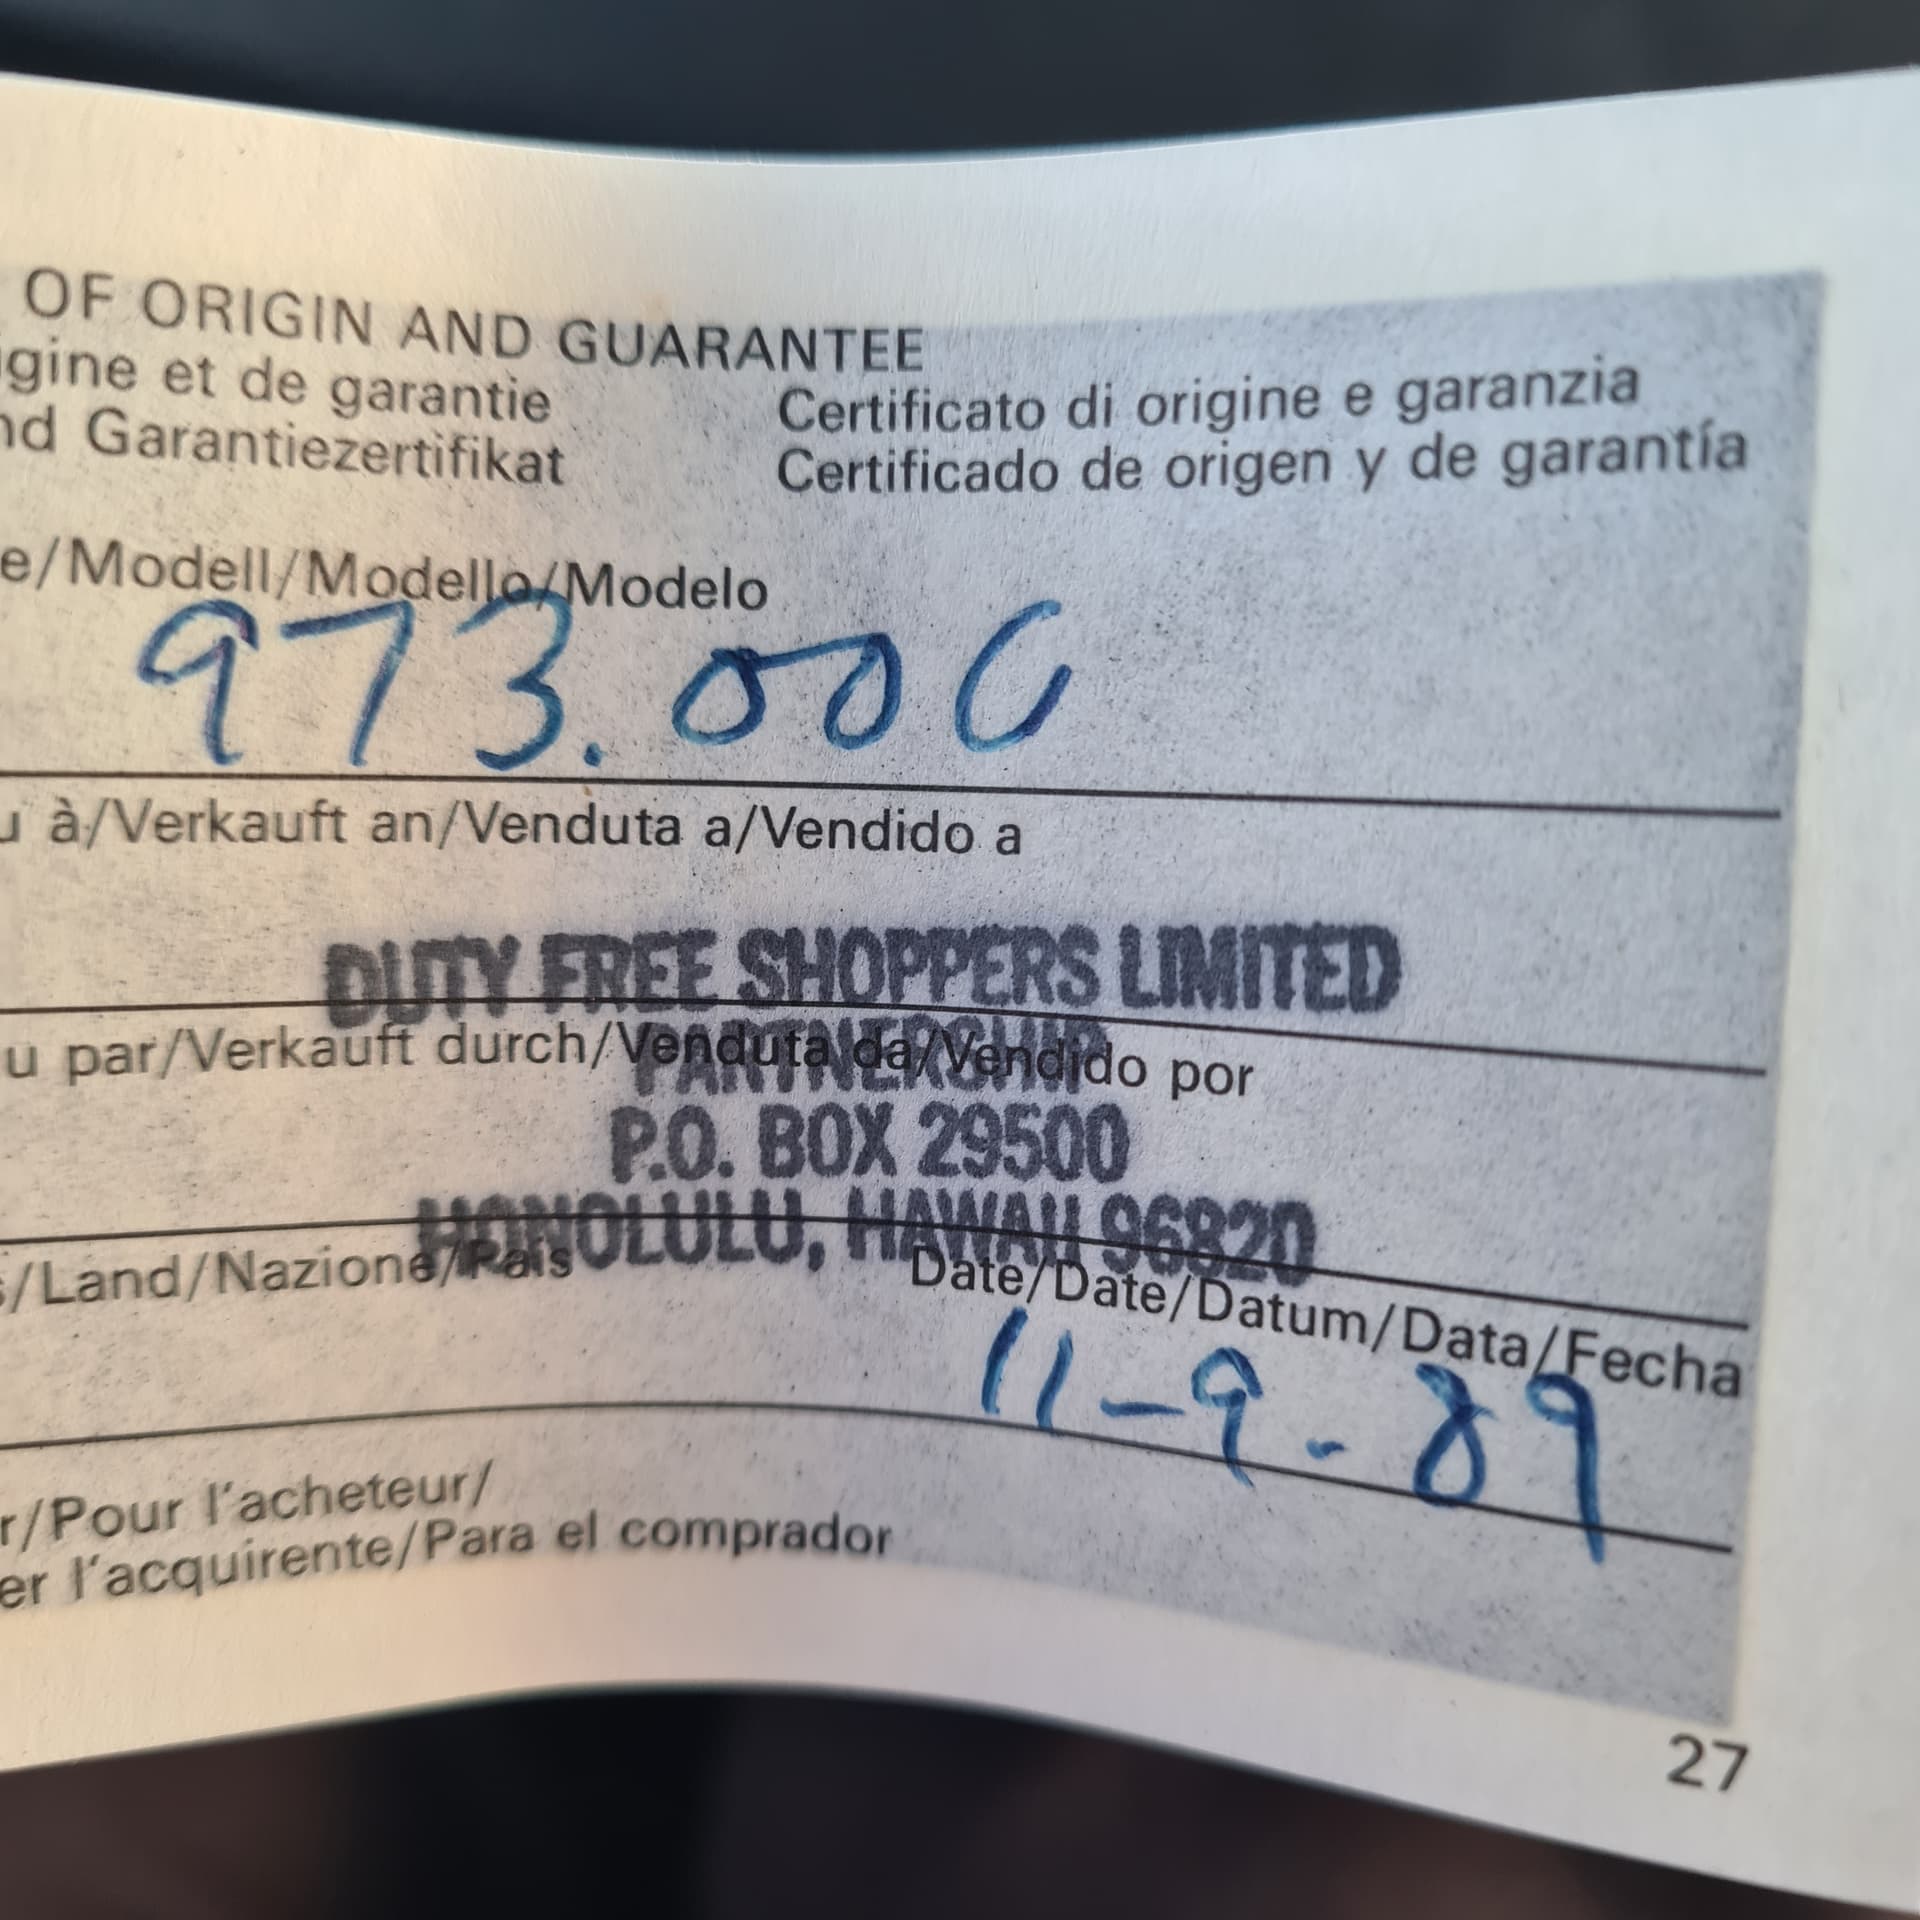 OF ORIGIN AND GUARANTEE
gine et de garantie Certificato di origine e garanzia
nd Garantiezertifikat Certificado de origen y de garantía
e/Modell/Modello/Modelo
973.006
u à/Verkauft an/Venduta a/Vendido a
DUTY FREE SHOPPERS LIMITED
PARTNERSHIP
u par/Verkauft durch/Venduta da/Vendido por
P.O. BOX 29500
HONOLULU, HAWAII 96820
/Land/Nazione/País Date/Date/Datum/Data/Fecha
11-9-89
r/Pour l'acheteur/
er l'acquirente/Para el comprador
27